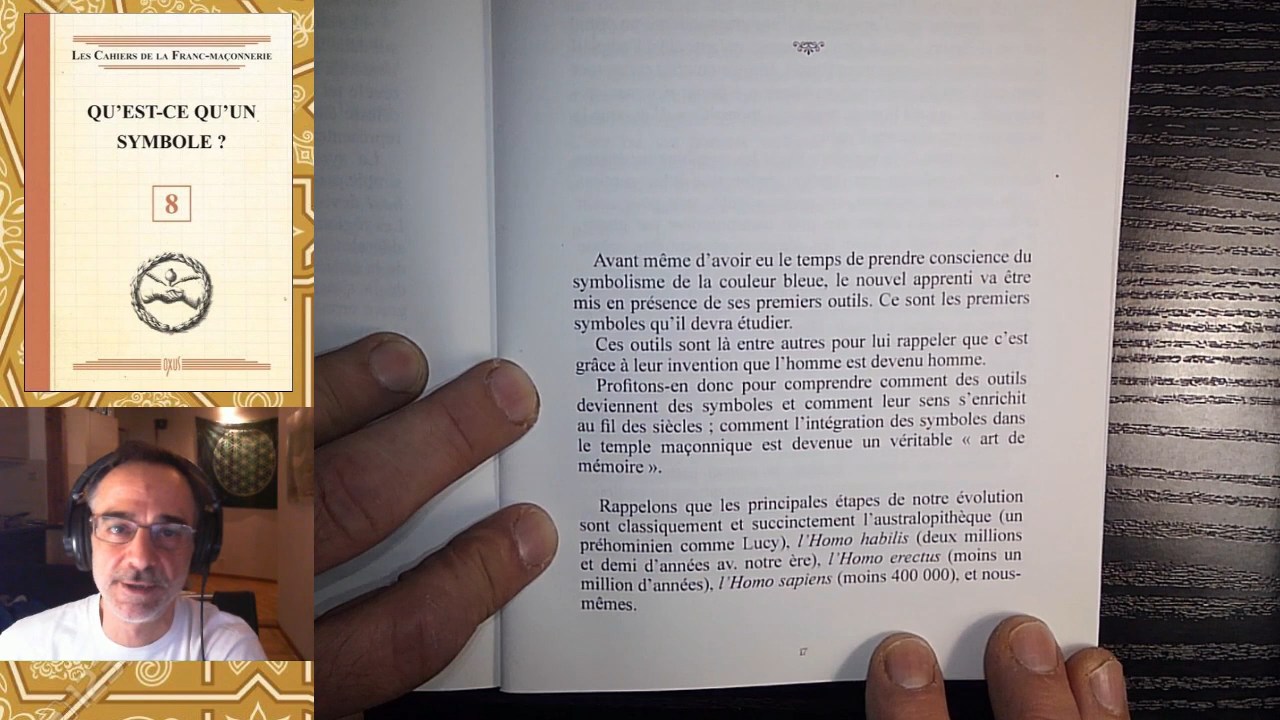 Les Cahiers de la Franc-maçonnerie
QU'EST-CE QU'UN
SYMBOLE ?
8
OXUS
Avant même d'avoir eu le temps de prendre conscience du
symbolisme de la couleur bleue, le nouvel apprenti va être
mis en présence de ses premiers outils. Ce sont les premiers
symboles qu'il devra étudier.
Ces outils sont là entre autres pour lui rappeler que c'est
grâce à leur invention que l'homme est devenu homme.
Profitons-en donc pour comprendre comment des outils
deviennent des symboles et comment leur sens s'enrichit
au fil des siècles ; comment l'intégration des symboles dans
le temple maçonnique est devenue un véritable « art de
mémoire ».
Rappelons que les principales étapes de notre évolution
sont classiquement et succinctement l'australopithèque (un
préhominien comme Lucy), l'Homo habilis (deux millions
et demi d'années av. notre ère), l'Homo erectus (moins un
million d'années), l'Homo sapiens (moins 400 000), et nous-
mêmes.
17